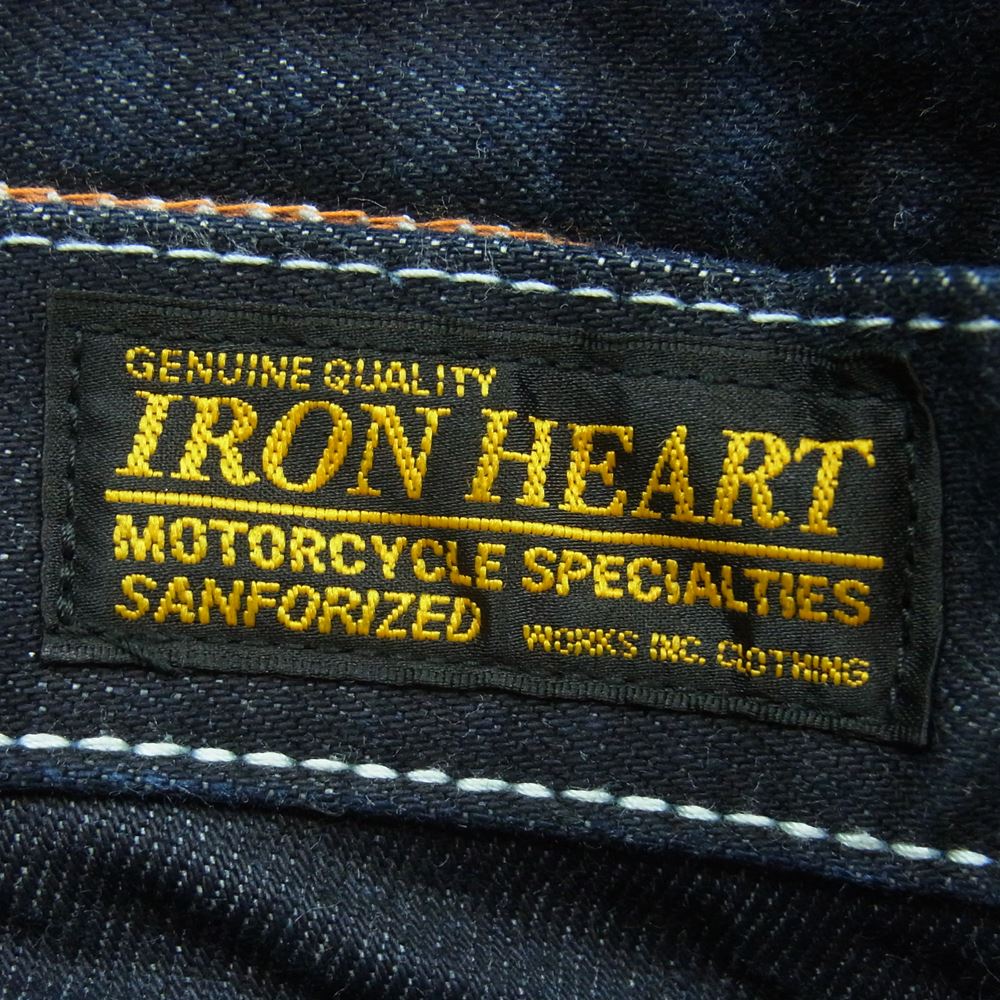 GENUINE QUALITY
IRON HEART
MOTORCYCLE SPECIALTIES
SANFORIZED
WORKS INC. CLOTHING